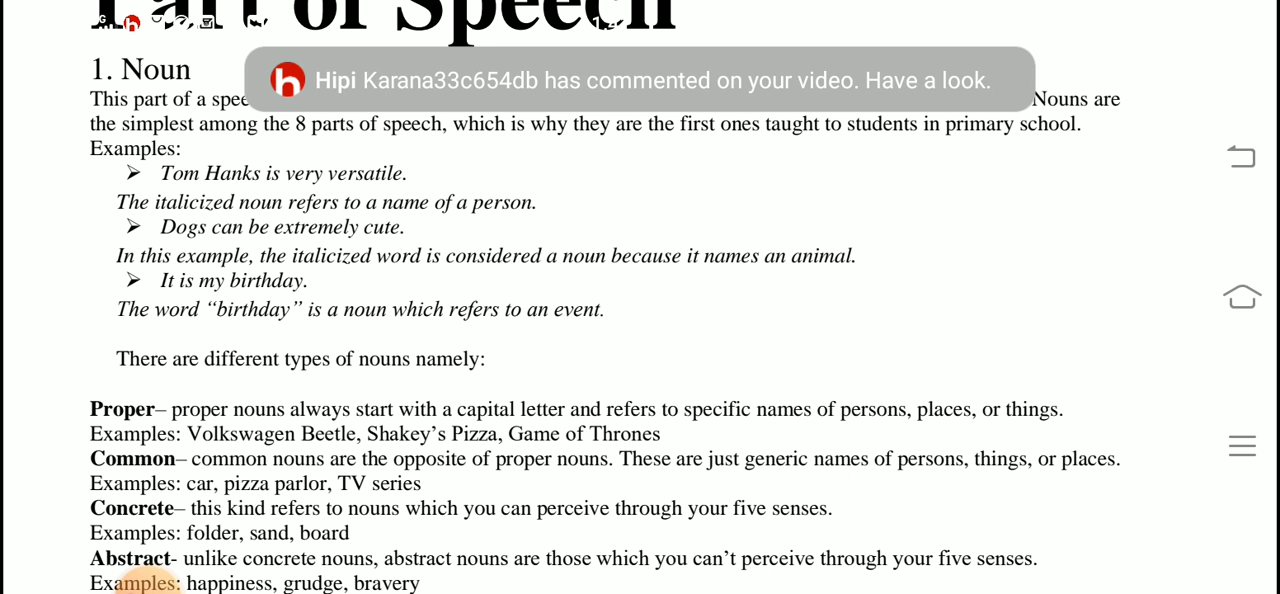 Part of Speech
1. Noun
Hipi Karana33c654db has commented on your video. Have a look.
This part of a spee Nouns are
the simplest among the 8 parts of speech, which is why they are the first ones taught to students in primary school.
Examples:
➢ Tom Hanks is very versatile.
The italicized noun refers to a name of a person.
➢ Dogs can be extremely cute.
In this example, the italicized word is considered a noun because it names an animal.
➢ It is my birthday.
The word “birthday” is a noun which refers to an event.
There are different types of nouns namely:
Proper– proper nouns always start with a capital letter and refers to specific names of persons, places, or things.
Examples: Volkswagen Beetle, Shakey’s Pizza, Game of Thrones
Common– common nouns are the opposite of proper nouns. These are just generic names of persons, things, or places.
Examples: car, pizza parlor, TV series
Concrete– this kind refers to nouns which you can perceive through your five senses.
Examples: folder, sand, board
Abstract- unlike concrete nouns, abstract nouns are those which you can’t perceive through your five senses.
Examples: happiness, grudge, bravery